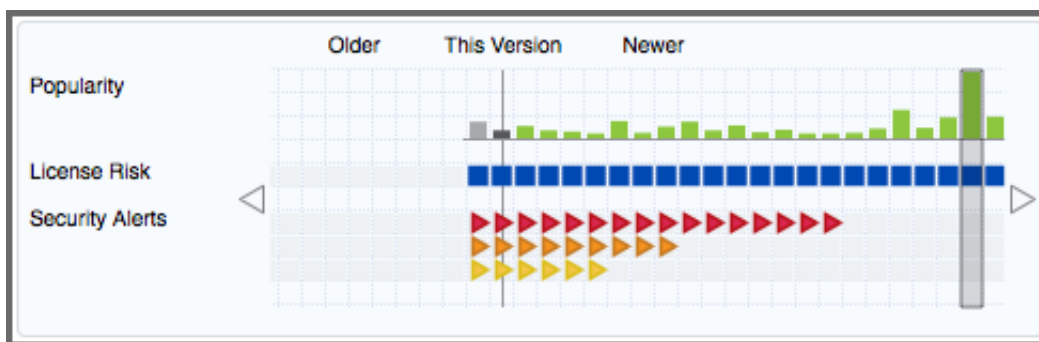 Older This Version Newer
Popularity
License Risk
Security Alerts